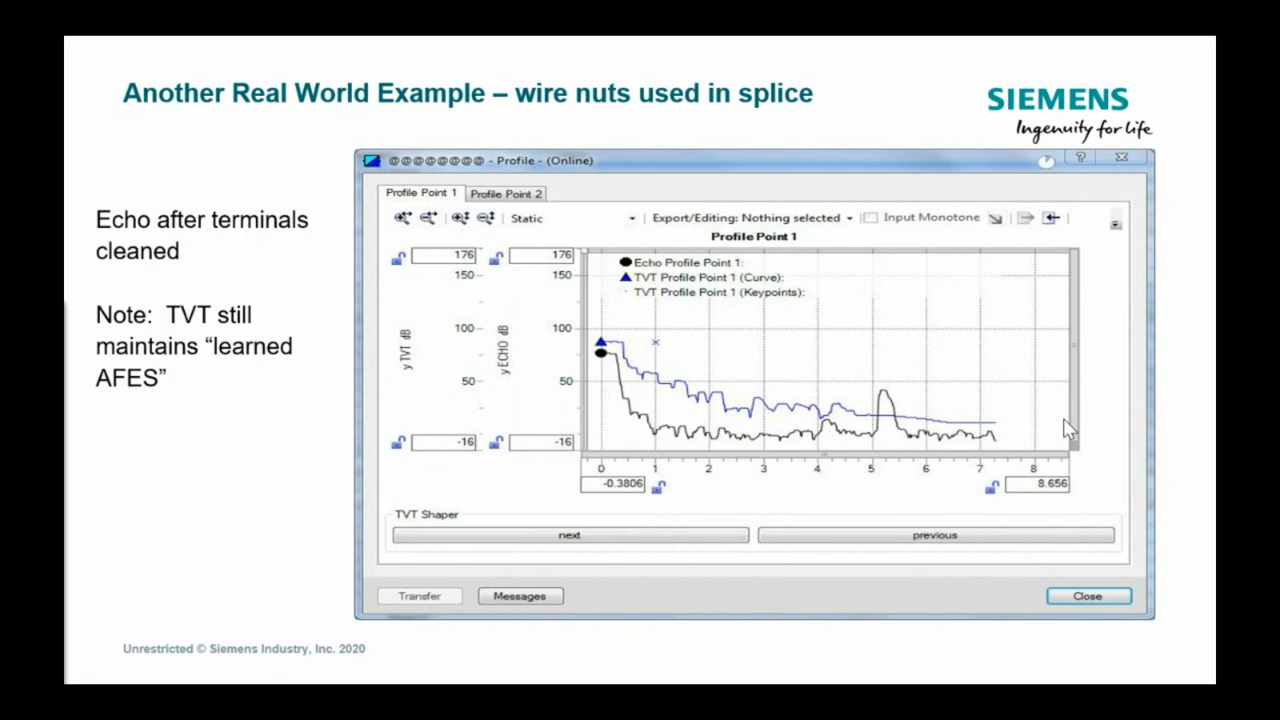 Another Real World Example – wire nuts used in splice
SIEMENS
Ingenuity for life
Echo after terminals
cleaned
Note: TVT still
maintains “learned
AFES”
@@@@@@@@ - Profile - (Online)
Profile Point 1
Profile Point 2
Static
Export/Editing: Nothing selected
Input Monotone
Profile Point 1
176
176
150
150
100
100
50
50
-16
-16
y TVT dB
y ECHO dB
Echo Profile Point 1:
TVT Profile Point 1 (Curve):
TVT Profile Point 1 (Keypoints):
0 1 2 3 4 5 6 7 8
-0.3806
8.656
TVT Shaper
next
previous
Transfer
Messages
Close
Unrestricted © Siemens Industry, Inc. 2020